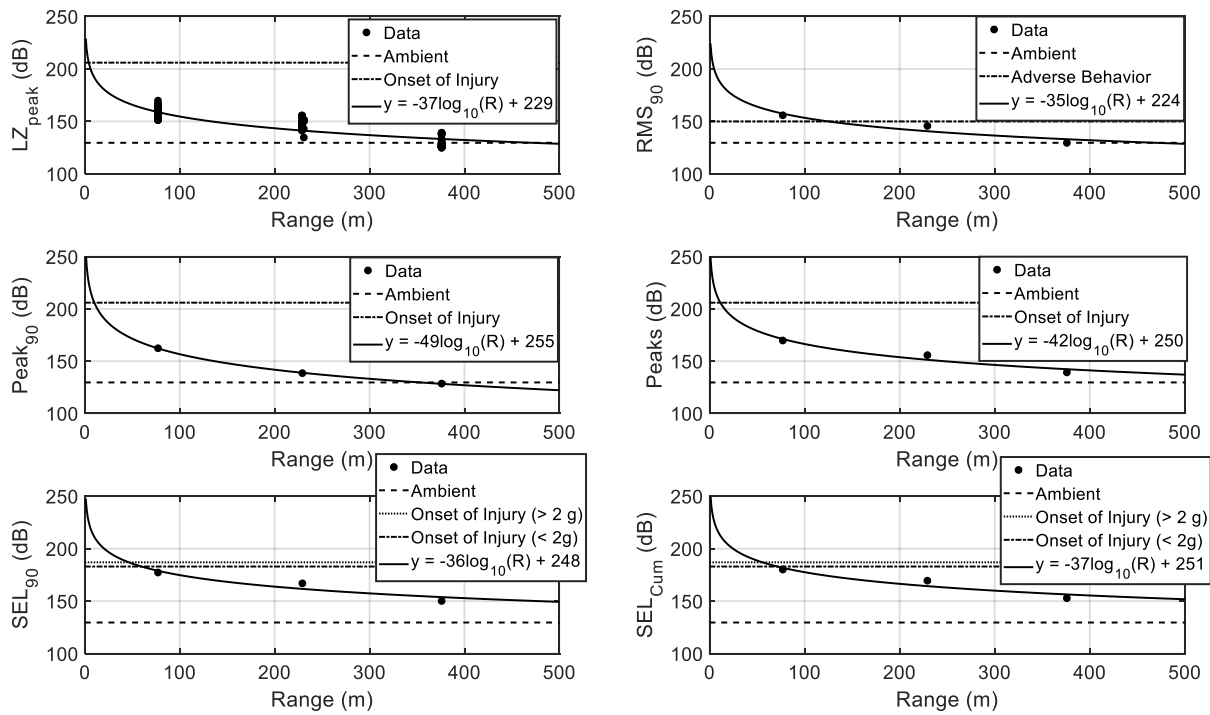 250
200
150
100
LZpeak (dB)
0 100 200 300 400 500
Range (m)
Data
Ambient
Onset of Injury
y = -37log10(R) + 229
250
200
150
100
RMS90 (dB)
0 100 200 300 400 500
Range (m)
Data
Ambient
Adverse Behavior
y = -35log10(R) + 224
250
200
150
100
Peak90 (dB)
0 100 200 300 400 500
Range (m)
Data
Ambient
Onset of Injury
y = -49log10(R) + 255
250
200
150
100
Peaks (dB)
0 100 200 300 400 500
Range (m)
Data
Ambient
Onset of Injury
y = -42log10(R) + 250
250
200
150
100
SEL90 (dB)
0 100 200 300 400 500
Range (m)
Data
Ambient
Onset of Injury (> 2 g)
Onset of Injury (< 2g)
y = -36log10(R) + 248
250
200
150
100
SELCum (dB)
0 100 200 300 400 500
Range (m)
Data
Ambient
Onset of Injury (> 2 g)
Onset of Injury (< 2g)
y = -37log10(R) + 251